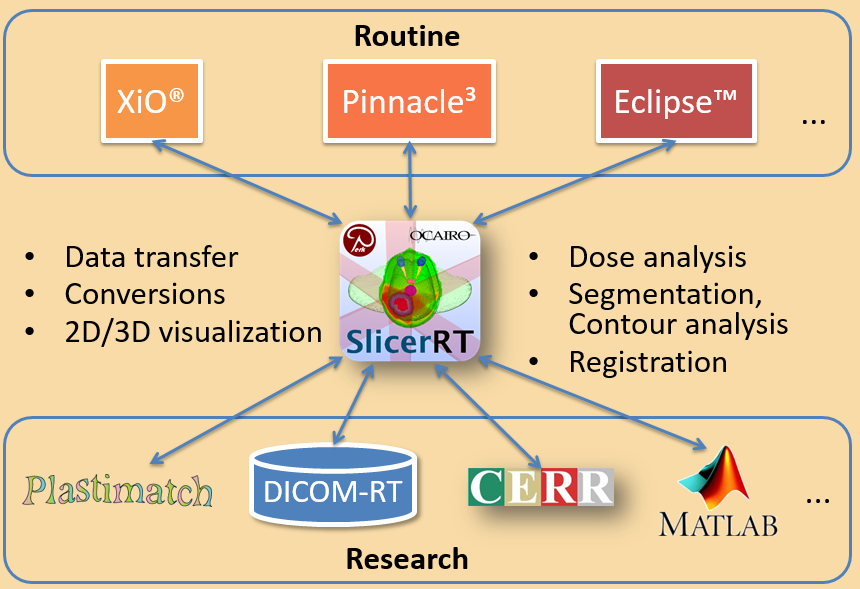 Routine
XiO®
Pinnacle³
Eclipse™
...
Perk
OCAIRO
SlicerRT
• Data transfer
• Conversions
• 2D/3D visualization
• Dose analysis
• Segmentation,
Contour analysis
• Registration
Plastimatch
DICOM-RT
CERR
MATLAB
...
Research